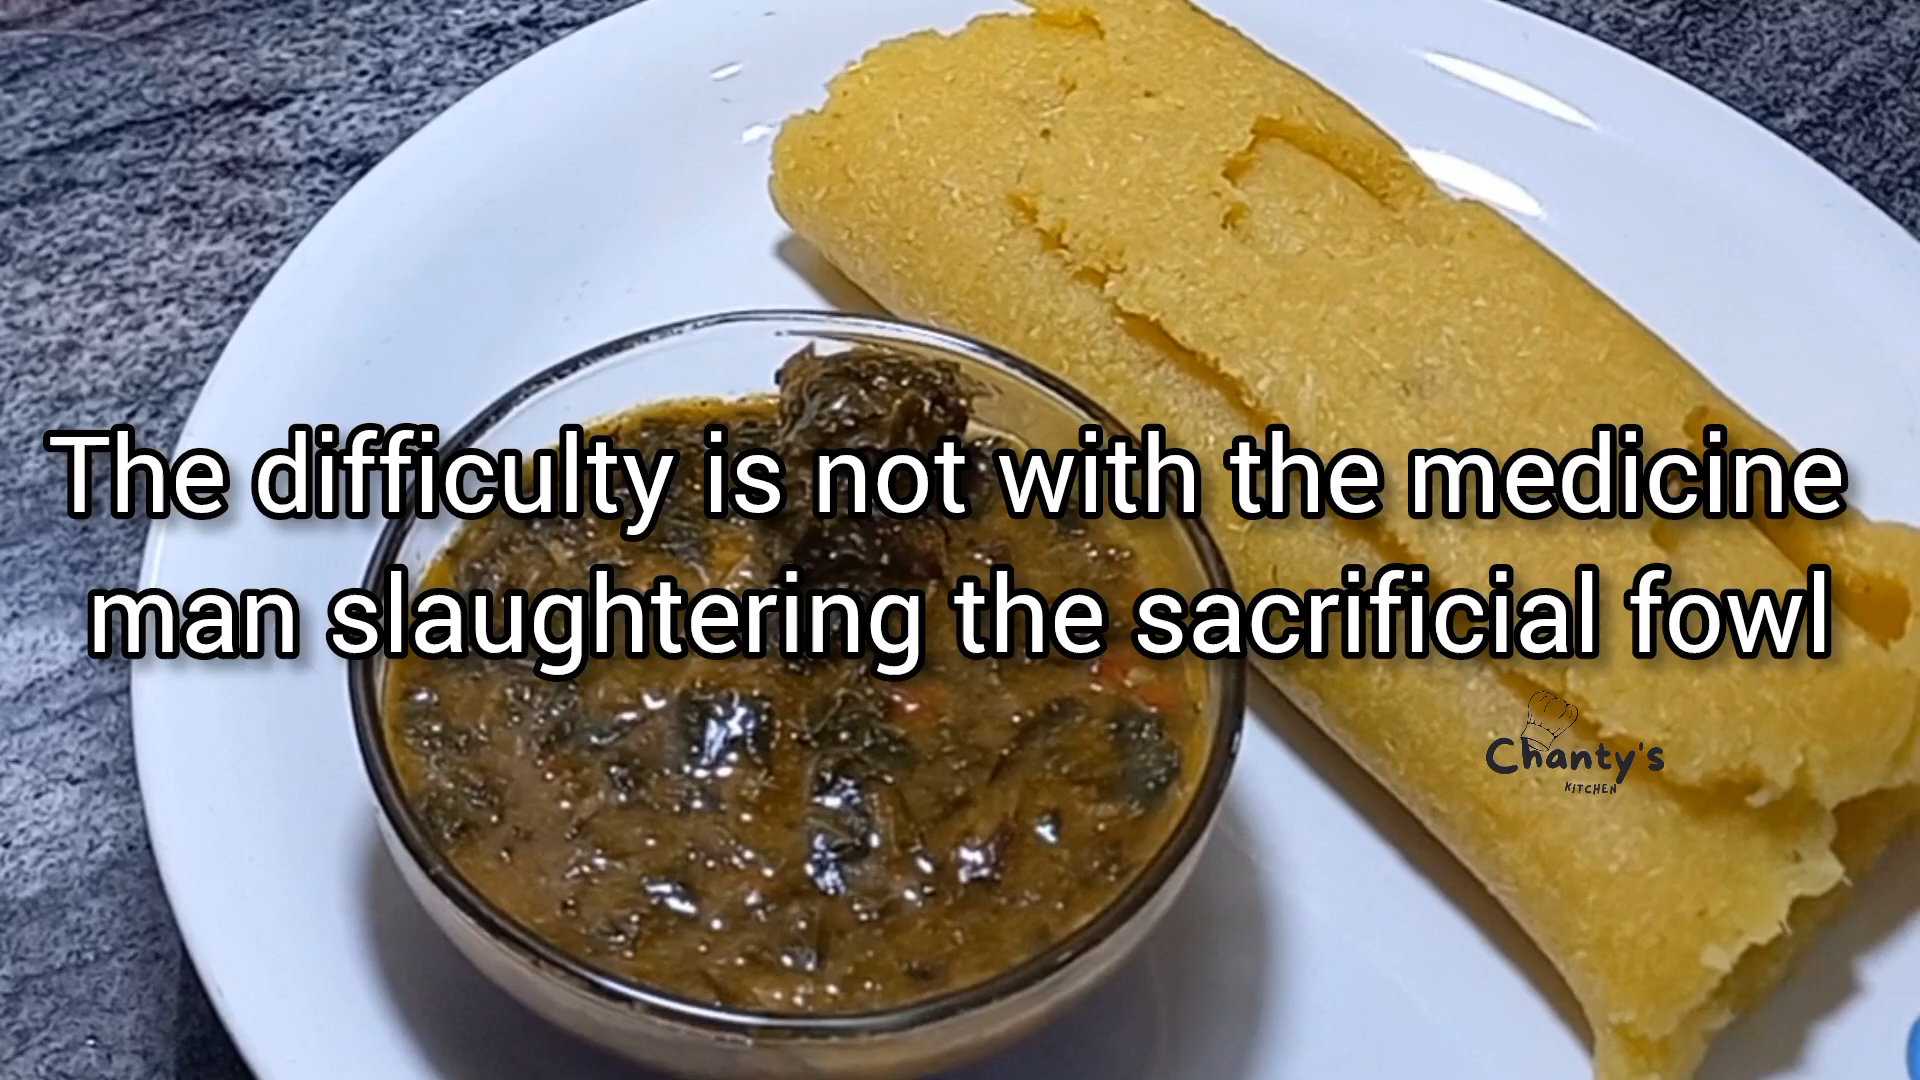 The difficulty is not with the medicine
man slaughtering the sacrificial fowl
Chanty's
KITCHEN